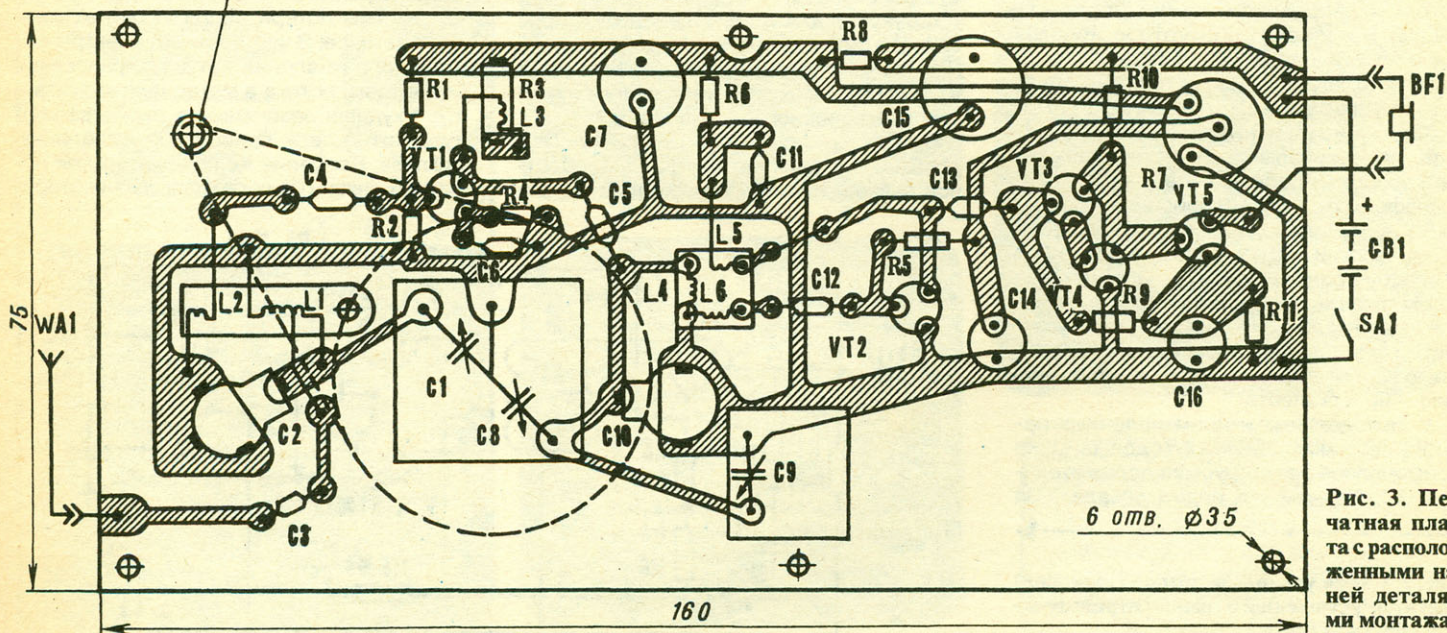 R8
R1
R3
L3
C7
R6
C15
R10
BF1
C4
VT1
C5
C11
C13
VT3
R7
VT5
R2
R4
C6
L5
+
GB1
75
WA1
L2
L1
L4
L6
C12
R5
C14
VT4
R9
R11
SA1
VT2
C1
C8
C2
C10
C16
C9
C3
6 отв. ⌀35
160
Рис. 3. Пе-
чатная пла-
та с располо-
женными на
ней деталя-
ми монтажа